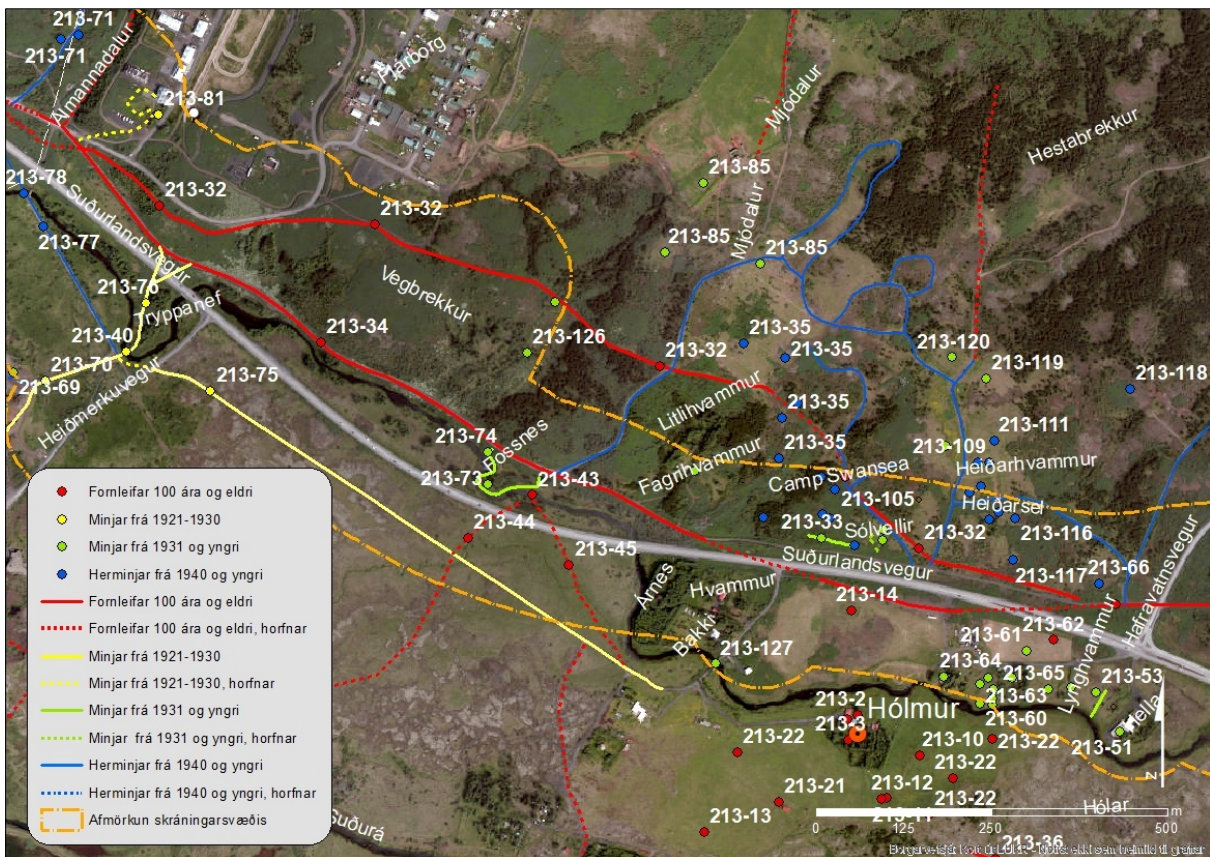 213-71
213-71
Almannadalur
213-81
Fjárborg
213-78
213-77
Suðurlandsvegur
213-32
213-32
Mjódalur
213-85
Mjódalur
213-85
213-85
Hestabrekkur
Vegbrekkur
213-70
Tryppanef
213-40
213-70
213-69
Heiðmerkuvegur
213-34
213-126
213-75
213-32
213-35
213-35
213-35
213-35
213-120
213-119
213-118
Litlihvammur
Fagrihvammur
213-74
Fossnes
213-73
213-43
213-44
213-45
213-109
213-111
Heiðarhvammur
Camp Swansea
213-105
213-33
Sólvellir
Heiðarsel
213-116
213-32
213-117
213-66
Suðurlandsvegur
Hafravatnsvegur
Árnes
Hvammur
213-14
Bakki
213-127
213-61
213-62
213-64
213-65
213-63
213-60
Lynghvammur
213-53
Hella
213-51
213-2
Hólmur
213-3
213-22
213-10
213-22
213-22
213-21
213-12
213-11
213-13
213-36
Hólar
Suðurá
Fornleifar 100 ára og eldri
Minjar frá 1921-1930
Minjar frá 1931 og yngri
Herminjar frá 1940 og yngri
Fornleifar 100 ára og eldri
Fornleifar 100 ára og eldri, horfnar
Minjar frá 1921-1930
Minjar frá 1921-1930, horfnar
Minjar frá 1931 og yngri
Minjar frá 1931 og yngri, horfnar
Herminjar frá 1940 og yngri
Herminjar frá 1940 og yngri, horfnar
Afmörkun skráningarsvæðis
N
0 125 250 500 m